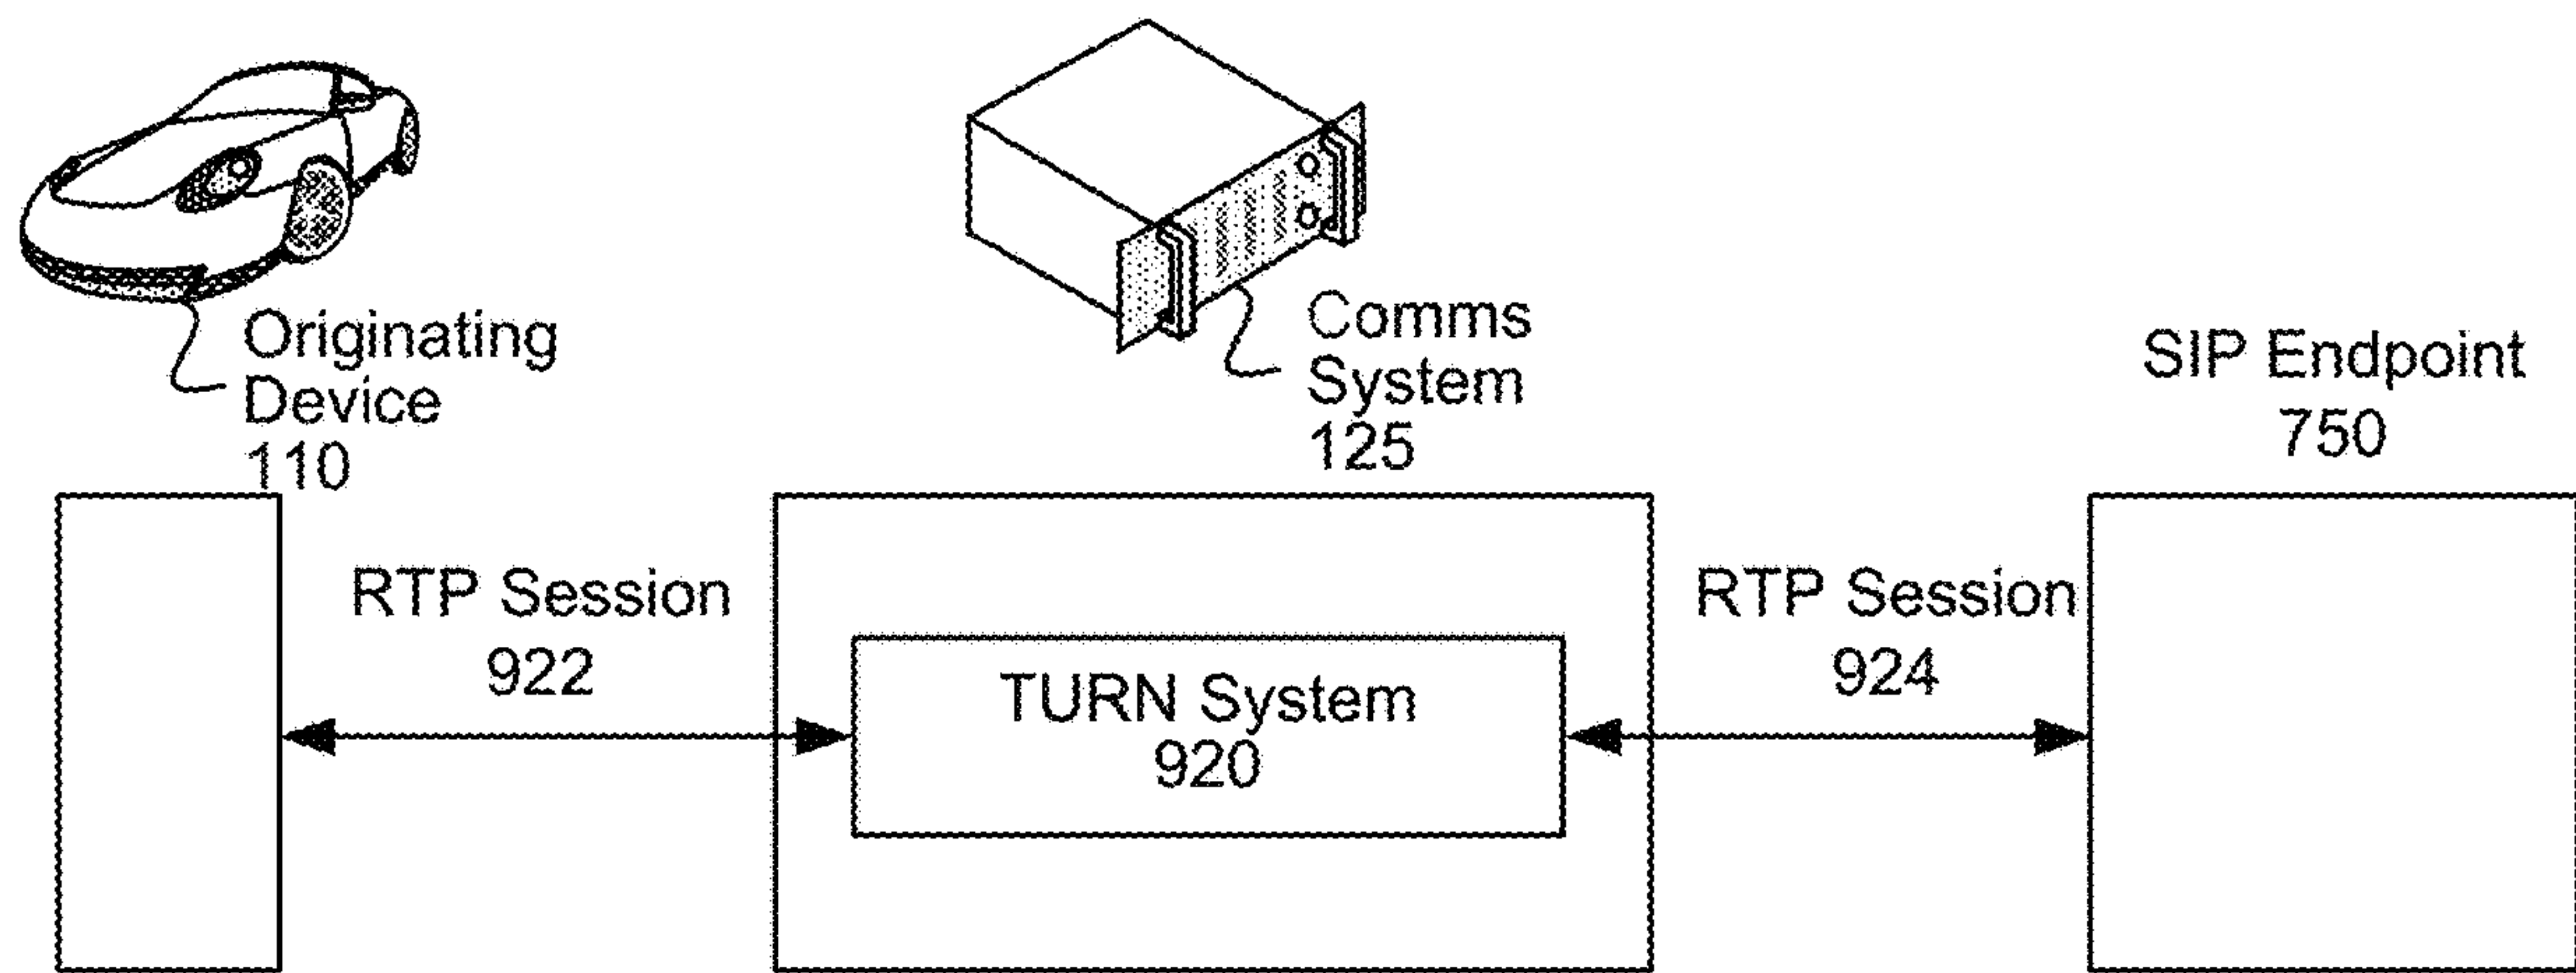 Originating
Device
110
Comms
System
125
SIP Endpoint
750
RTP Session
922
TURN System
920
RTP Session
924